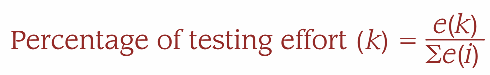 Percentage of testing effort (k) = e(k) / Σe(i)